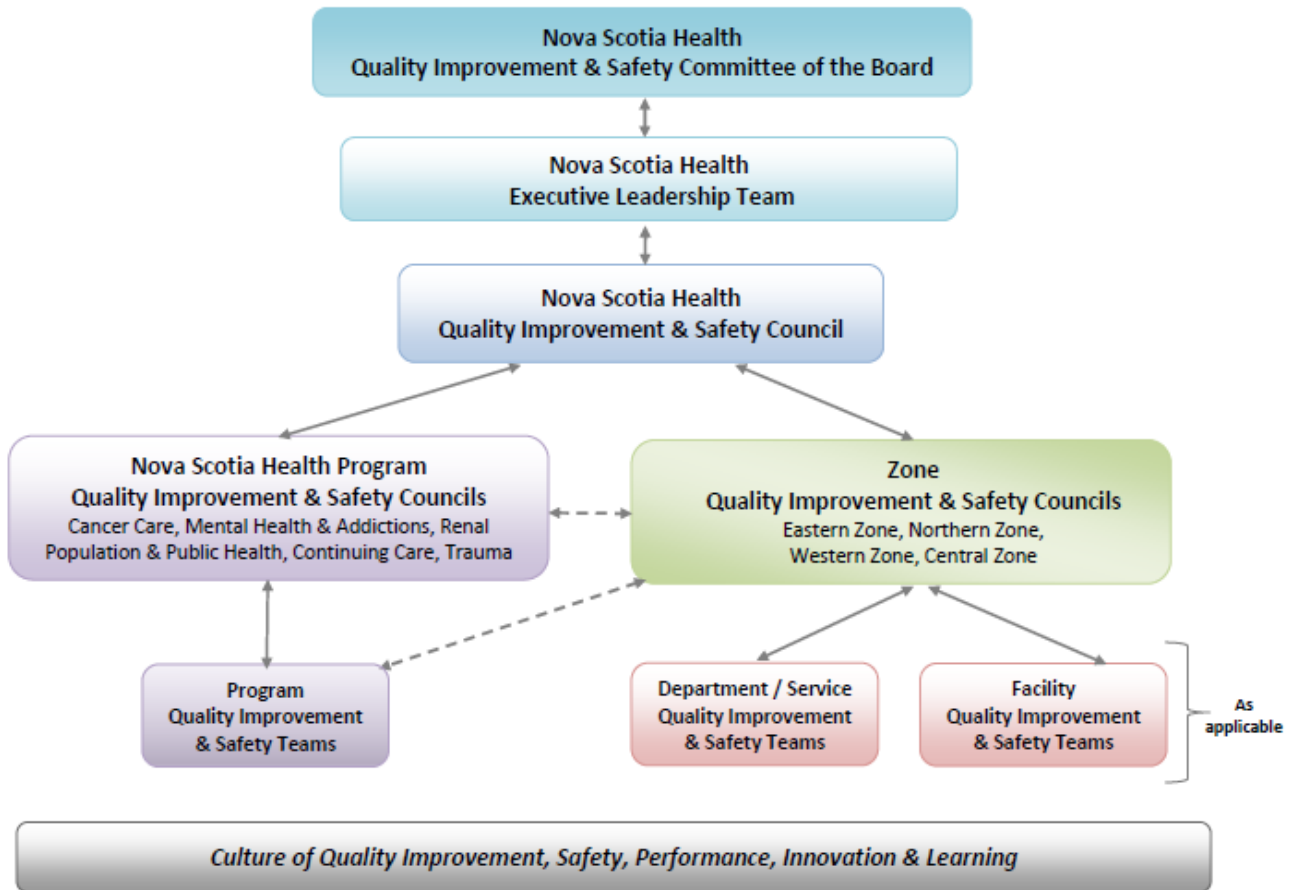 Nova Scotia Health
Quality Improvement & Safety Committee of the Board
Nova Scotia Health
Executive Leadership Team
Nova Scotia Health
Quality Improvement & Safety Council
Nova Scotia Health Program
Quality Improvement & Safety Councils
Cancer Care, Mental Health & Addictions, Renal
Population & Public Health, Continuing Care, Trauma
Zone
Quality Improvement & Safety Councils
Eastern Zone, Northern Zone,
Western Zone, Central Zone
Program
Quality Improvement
& Safety Teams
Department / Service
Quality Improvement
& Safety Teams
Facility
Quality Improvement
& Safety Teams
As
applicable
Culture of Quality Improvement, Safety, Performance, Innovation & Learning